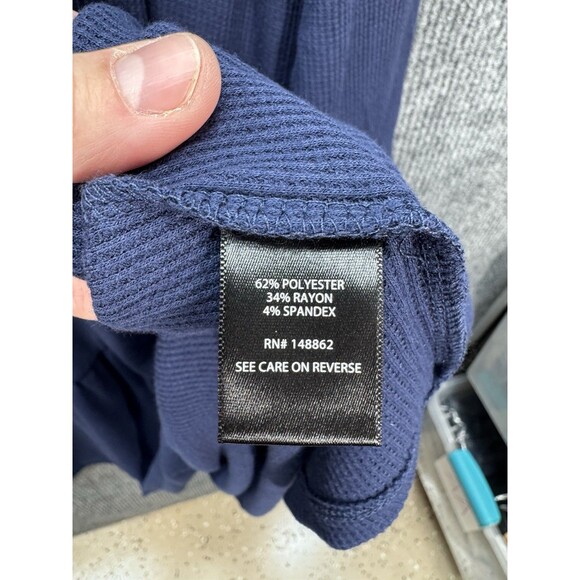 62% POLYESTER
34% RAYON
4% SPANDEX
RN# 148862
SEE CARE ON REVERSE